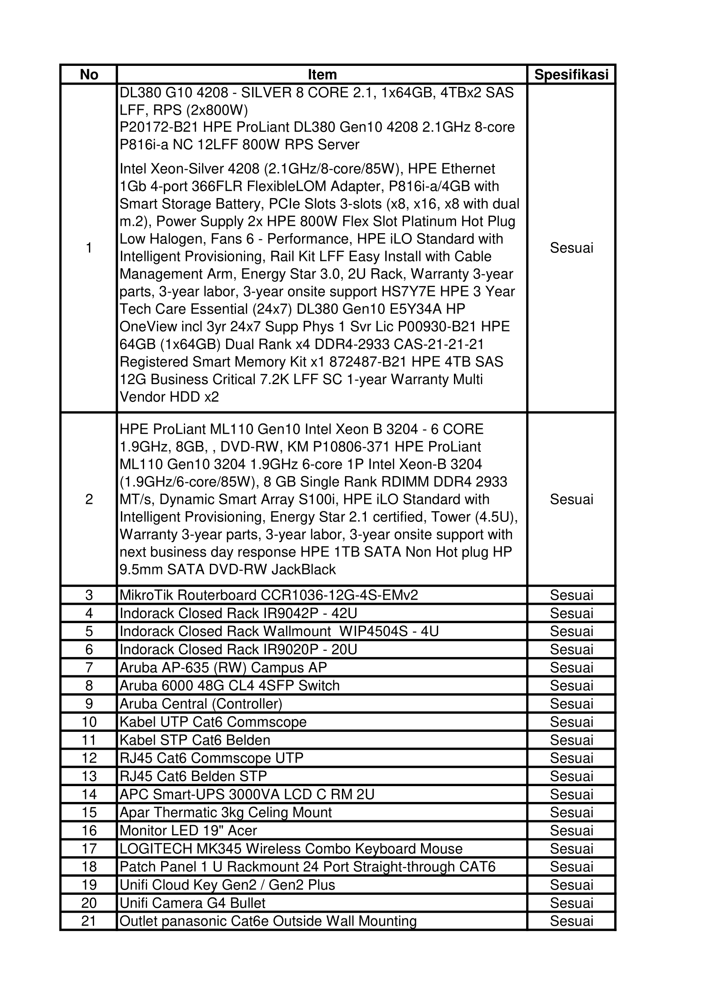 No Item Spesifikasi
DL380 G10 4208 - SILVER 8 CORE 2.1, 1x64GB, 4TBx2 SAS
LFF, RPS (2x800W)
P20172-B21 HPE ProLiant DL380 Gen10 4208 2.1GHz 8-core
P816i-a NC 12LFF 800W RPS Server
Intel Xeon-Silver 4208 (2.1GHz/8-core/85W), HPE Ethernet
1Gb 4-port 366FLR FlexibleLOM Adapter, P816i-a/4GB with
Smart Storage Battery, PCIe Slots 3-slots (x8, x16, x8 with dual
m.2), Power Supply 2x HPE 800W Flex Slot Platinum Hot Plug
Low Halogen, Fans 6 - Performance, HPE iLO Standard with
1 Sesuai
Intelligent Provisioning, Rail Kit LFF Easy Install with Cable
Management Arm, Energy Star 3.0, 2U Rack, Warranty 3-year
parts, 3-year labor, 3-year onsite support HS7Y7E HPE 3 Year
Tech Care Essential (24x7) DL380 Gen10 E5Y34A HP
OneView incl 3yr 24x7 Supp Phys 1 Svr Lic P00930-B21 HPE
64GB (1x64GB) Dual Rank x4 DDR4-2933 CAS-21-21-21
Registered Smart Memory Kit x1 872487-B21 HPE 4TB SAS
12G Business Critical 7.2K LFF SC 1-year Warranty Multi
Vendor HDD x2
HPE ProLiant ML110 Gen10 Intel Xeon B 3204 - 6 CORE
1.9GHz, 8GB, , DVD-RW, KM P10806-371 HPE ProLiant
ML110 Gen10 3204 1.9GHz 6-core 1P Intel Xeon-B 3204
(1.9GHz/6-core/85W), 8 GB Single Rank RDIMM DDR4 2933
2 MT/s, Dynamic Smart Array S100i, HPE iLO Standard with Sesuai
Intelligent Provisioning, Energy Star 2.1 certified, Tower (4.5U),
Warranty 3-year parts, 3-year labor, 3-year onsite support with
next business day response HPE 1TB SATA Non Hot plug HP
9.5mm SATA DVD-RW JackBlack
3 MikroTik Routerboard CCR1036-12G-4S-EMv2 Sesuai
4 Indorack Closed Rack IR9042P - 42U Sesuai
5 Indorack Closed Rack Wallmount  WIP4504S - 4U Sesuai
6 Indorack Closed Rack IR9020P - 20U Sesuai
7 Aruba AP-635 (RW) Campus AP Sesuai
8 Aruba 6000 48G CL4 4SFP Switch Sesuai
9 Aruba Central (Controller) Sesuai
10 Kabel UTP Cat6 Commscope Sesuai
11 Kabel STP Cat6 Belden Sesuai
12 RJ45 Cat6 Commscope UTP Sesuai
13 RJ45 Cat6 Belden STP Sesuai
14 APC Smart-UPS 3000VA LCD C RM 2U Sesuai
15 Apar Thermatic 3kg Celing Mount Sesuai
16 Monitor LED 19" Acer Sesuai
17 LOGITECH MK345 Wireless Combo Keyboard Mouse Sesuai
18 Patch Panel 1 U Rackmount 24 Port Straight-through CAT6 Sesuai
19 Unifi Cloud Key Gen2 / Gen2 Plus Sesuai
20 Unifi Camera G4 Bullet Sesuai
21 Outlet panasonic Cat6e Outside Wall Mounting Sesuai